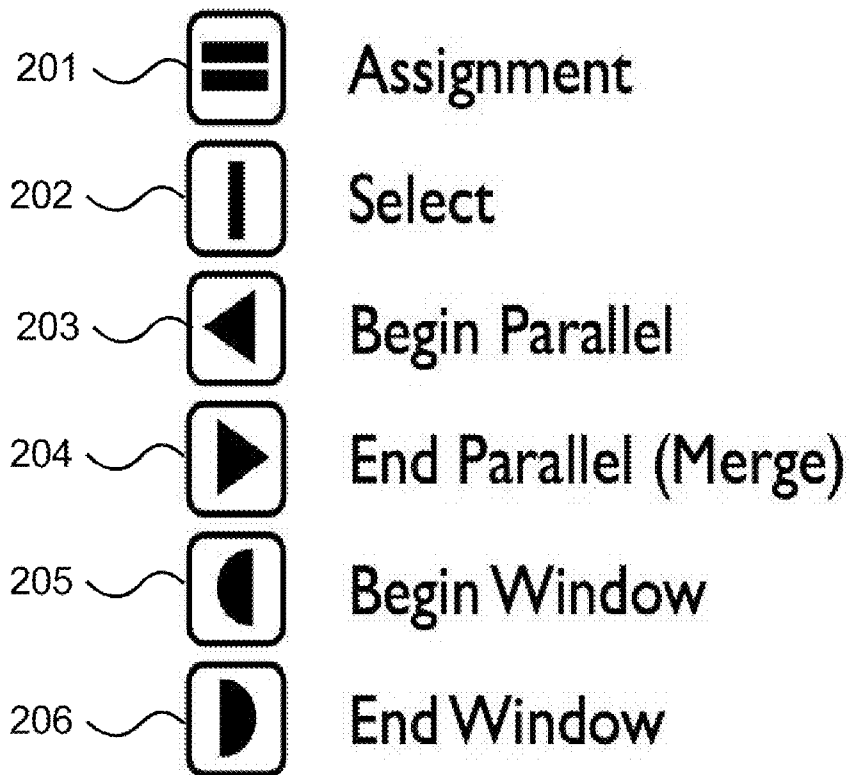 201 Assignment
202 Select
203 Begin Parallel
204 End Parallel (Merge)
205 Begin Window
206 End Window